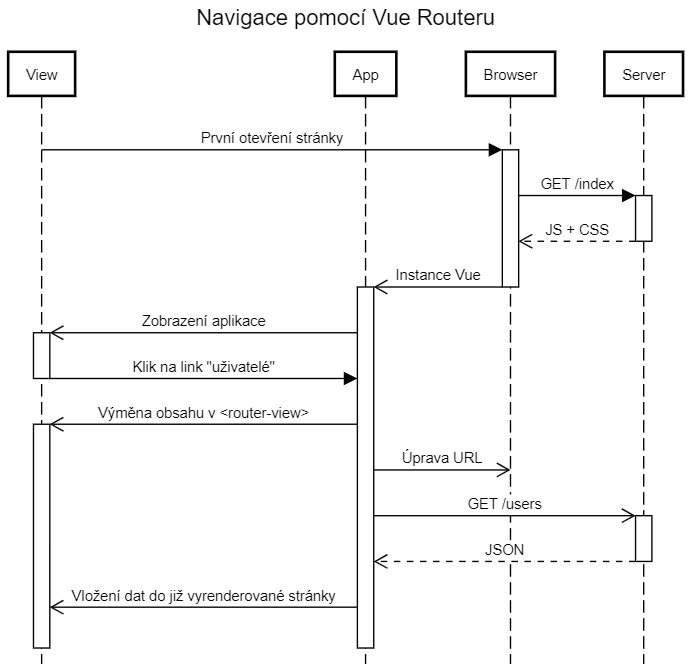 Navigace pomocí Vue Routeru
View
App
Browser
Server
První otevření stránky
GET /index
JS + CSS
Instance Vue
Zobrazení aplikace
Klik na link "uživatelé"
Výměna obsahu v <router-view>
Úprava URL
GET /users
JSON
Vložení dat do již vyrenderované stránky